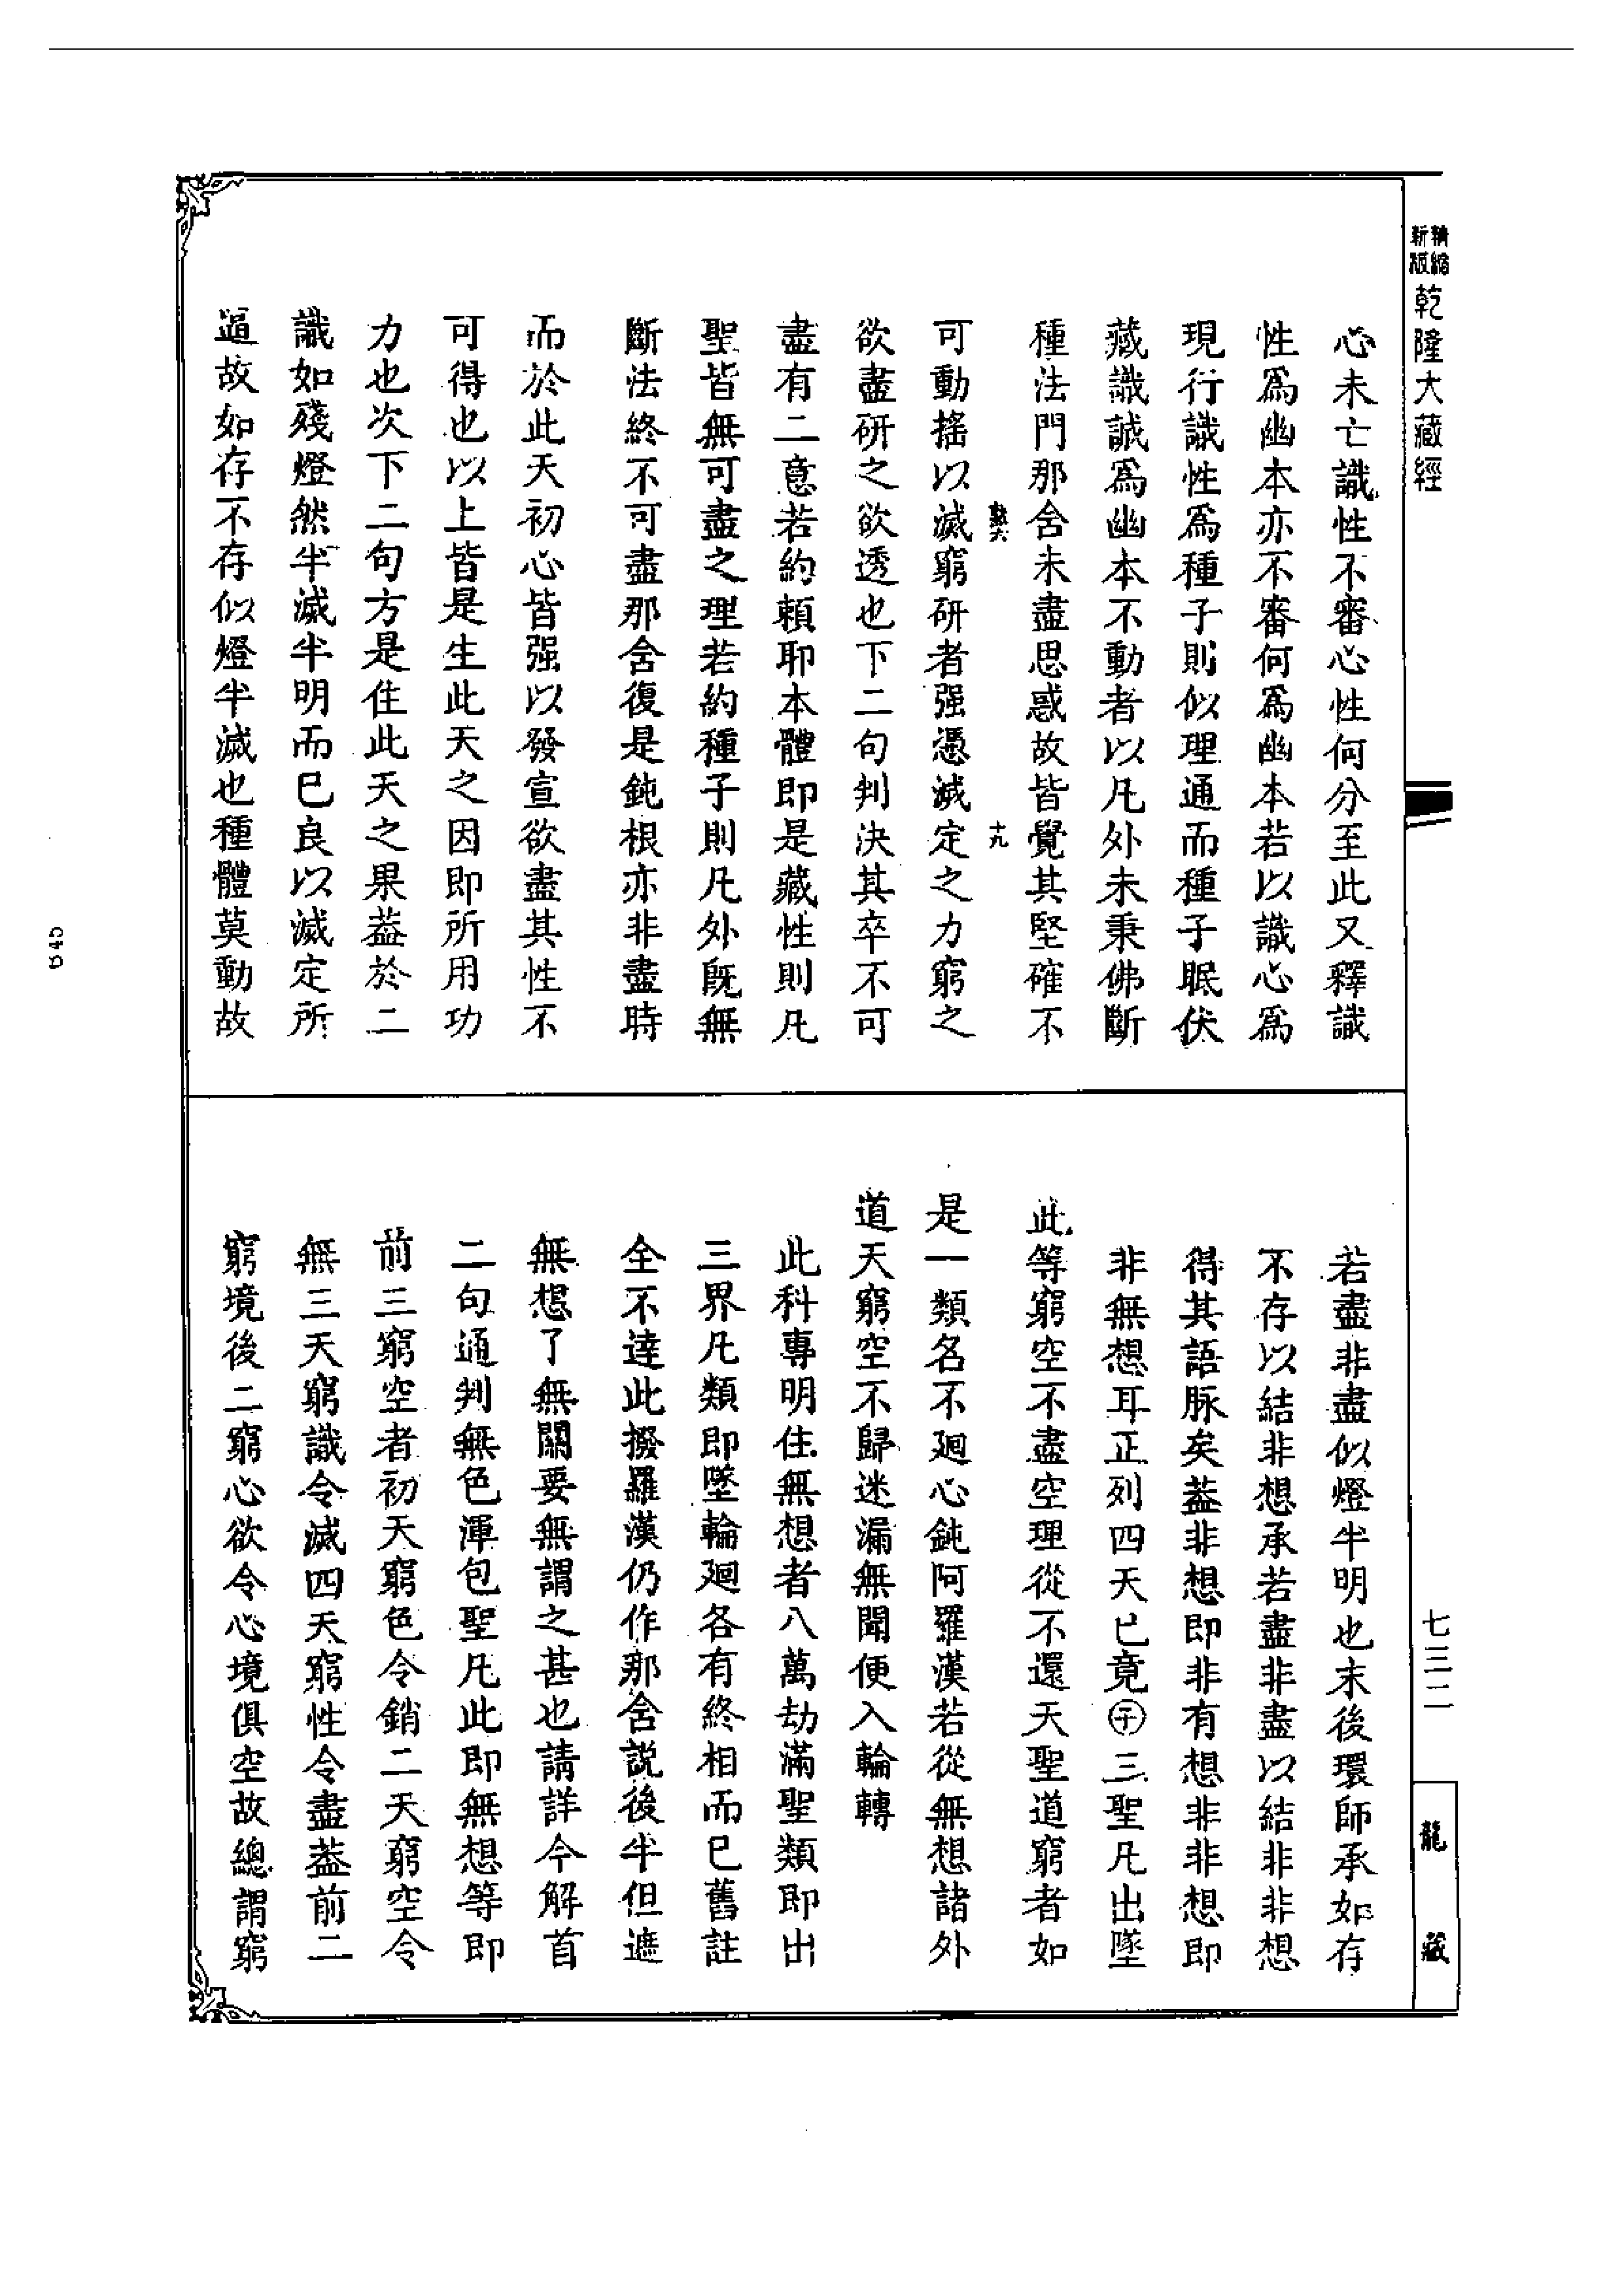 精縮新版乾隆大藏經
七三二
龍藏
心未亡識性不審心性何分至此又釋識
性爲幽本亦不審何爲幽本若以識心爲
現行識性爲種子則似理通而種子眠伏
藏識誠爲幽本不動者以凡外未秉佛斷
種法門那含未盡思惑故皆覺其堅確不
十九
可動搖以滅窮研者强憑滅定之力窮之
欲盡研之欲透也下二句判決其卒不可
盡有二意若約賴耶本體即是藏性則凡
聖皆無可盡之理若約種子則凡外旣無
斷法終不可盡那含復是鈍根亦非盡時
而於此天初心皆强以發宣欲盡其性不
可得也以上皆是生此天之因即所用功
力也次下二句方是住此天之果葢於二
識如殘燈然半滅半明而巳良以滅定所
逼故如存不存似燈半滅也種體莫動故
若盡非盡似燈半明也末後環師承如存
不存以結非想承若盡非盡以結非非想
得其語脉矣葢非想即非有想非非想即
非無想耳正列四天巳竟㊂三聖凡出墜
此等窮空不盡空理從不還天聖道窮者如
是一類名不廻心鈍阿羅漢若從無想諸外
道天窮空不歸迷漏無聞便入輪轉
此科專明住無想者八萬劫滿聖類即出
三界凡類即墜輪廻各有終相而巳舊註
全不達此撥羅漢仍作那含説後半但遮
無想了無關要無謂之甚也請詳今解首
二句通判無色渾包聖凡此即無想等即
前三窮空者初天窮色令銷二天窮空令
無三天窮識令滅四天窮性令盡葢前二
窮境後二窮心欲令心境俱空故總謂窮